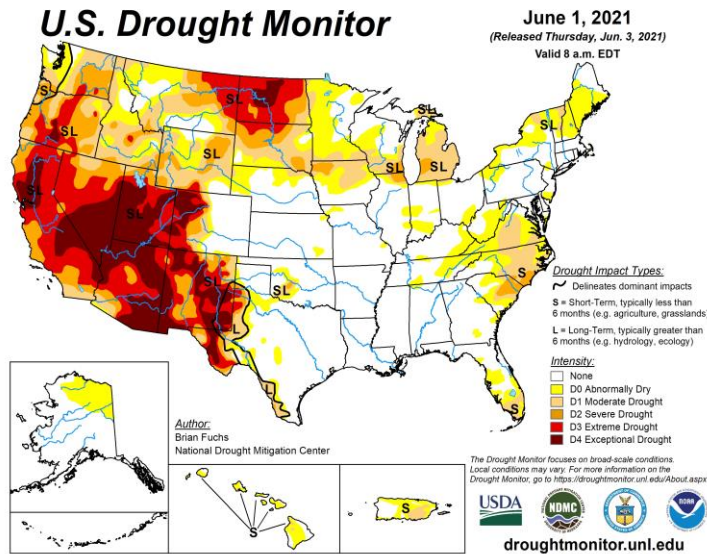 U.S. Drought Monitor
June 1, 2021
(Released Thursday, Jun. 3, 2021)
Valid 8 a.m. EDT
SL
S
SL
SL
SL
SL
SL
SL
SL
SL
SL
SL
SL
S
L
L
S
Drought Impact Types:
Delineates dominant impacts
S = Short-Term, typically less than
6 months (e.g. agriculture, grasslands)
L = Long-Term, typically greater than
6 months (e.g. hydrology, ecology)
Intensity:
None
D0 Abnormally Dry
D1 Moderate Drought
D2 Severe Drought
D3 Extreme Drought
D4 Exceptional Drought
Author:
Brian Fuchs
National Drought Mitigation Center
S
S
The Drought Monitor focuses on broad-scale conditions.
Local conditions may vary. For more information on the
Drought Monitor, go to https://droughtmonitor.unl.edu/About.aspx
USDA
NDMC
NOAA
droughtmonitor.unl.edu